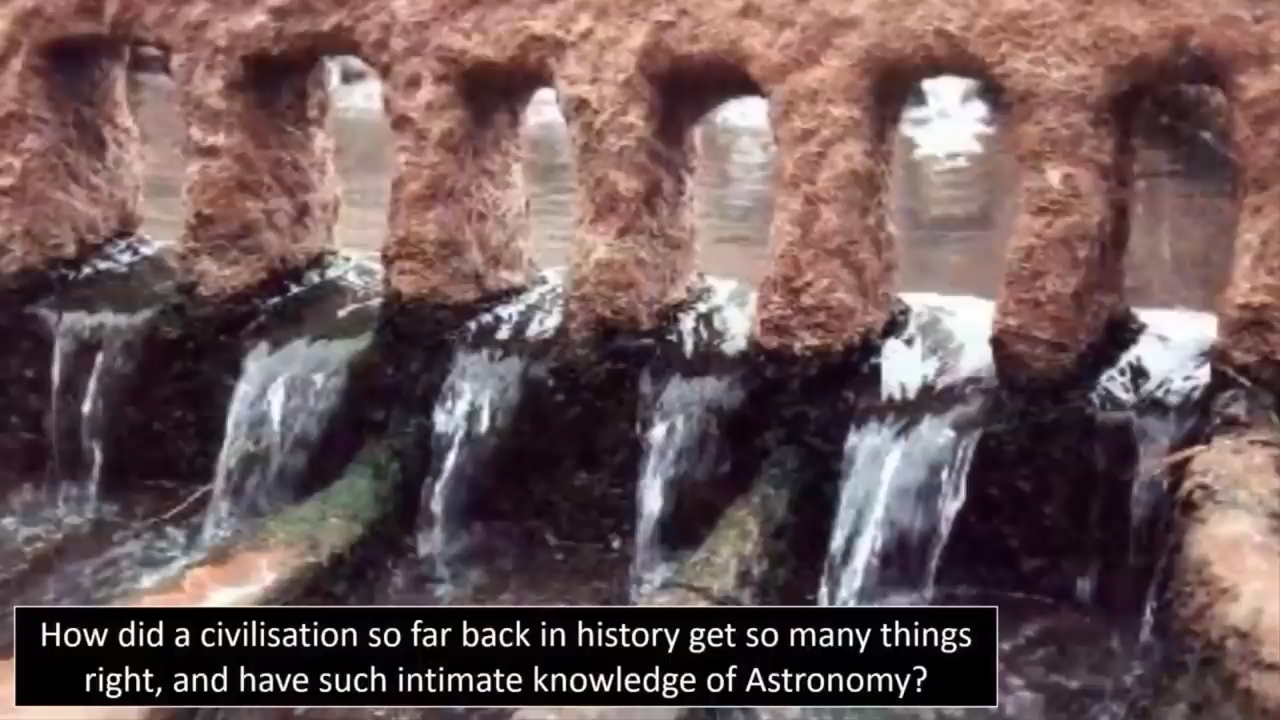 How did a civilisation so far back in history get so many things
right, and have such intimate knowledge of Astronomy?